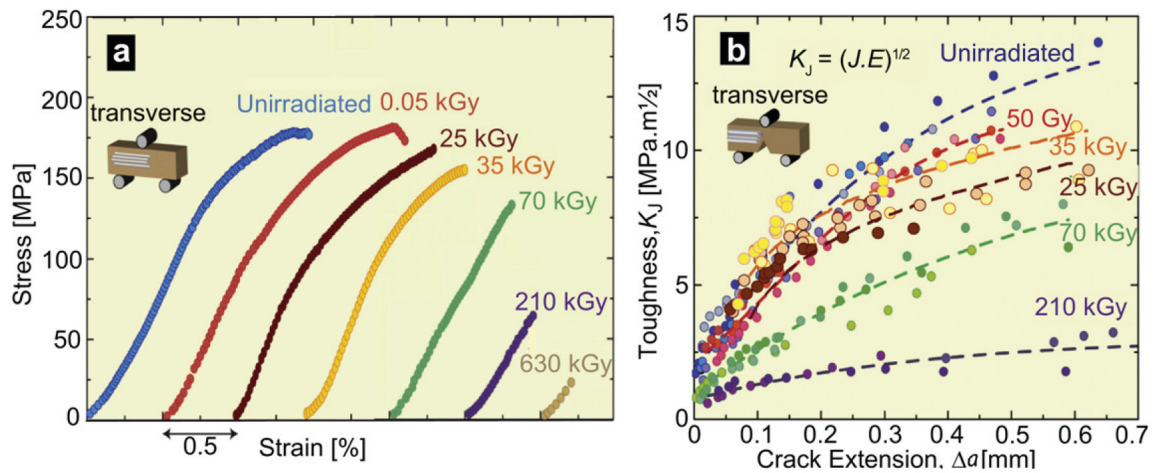 a
250
200
150
100
50
0
Stress [MPa]
transverse
Unirradiated
0.05 kGy
25 kGy
35 kGy
70 kGy
210 kGy
630 kGy
0.5
Strain [%]
b
15
10
5
0
Toughness,KJ [MPa.m½]
KJ = (J.E)1/2
transverse
Unirradiated
50 Gy
35 kGy
25 kGy
70 kGy
210 kGy
0 0.1 0.2 0.3 0.4 0.5 0.6 0.7
Crack Extension, Δa[mm]